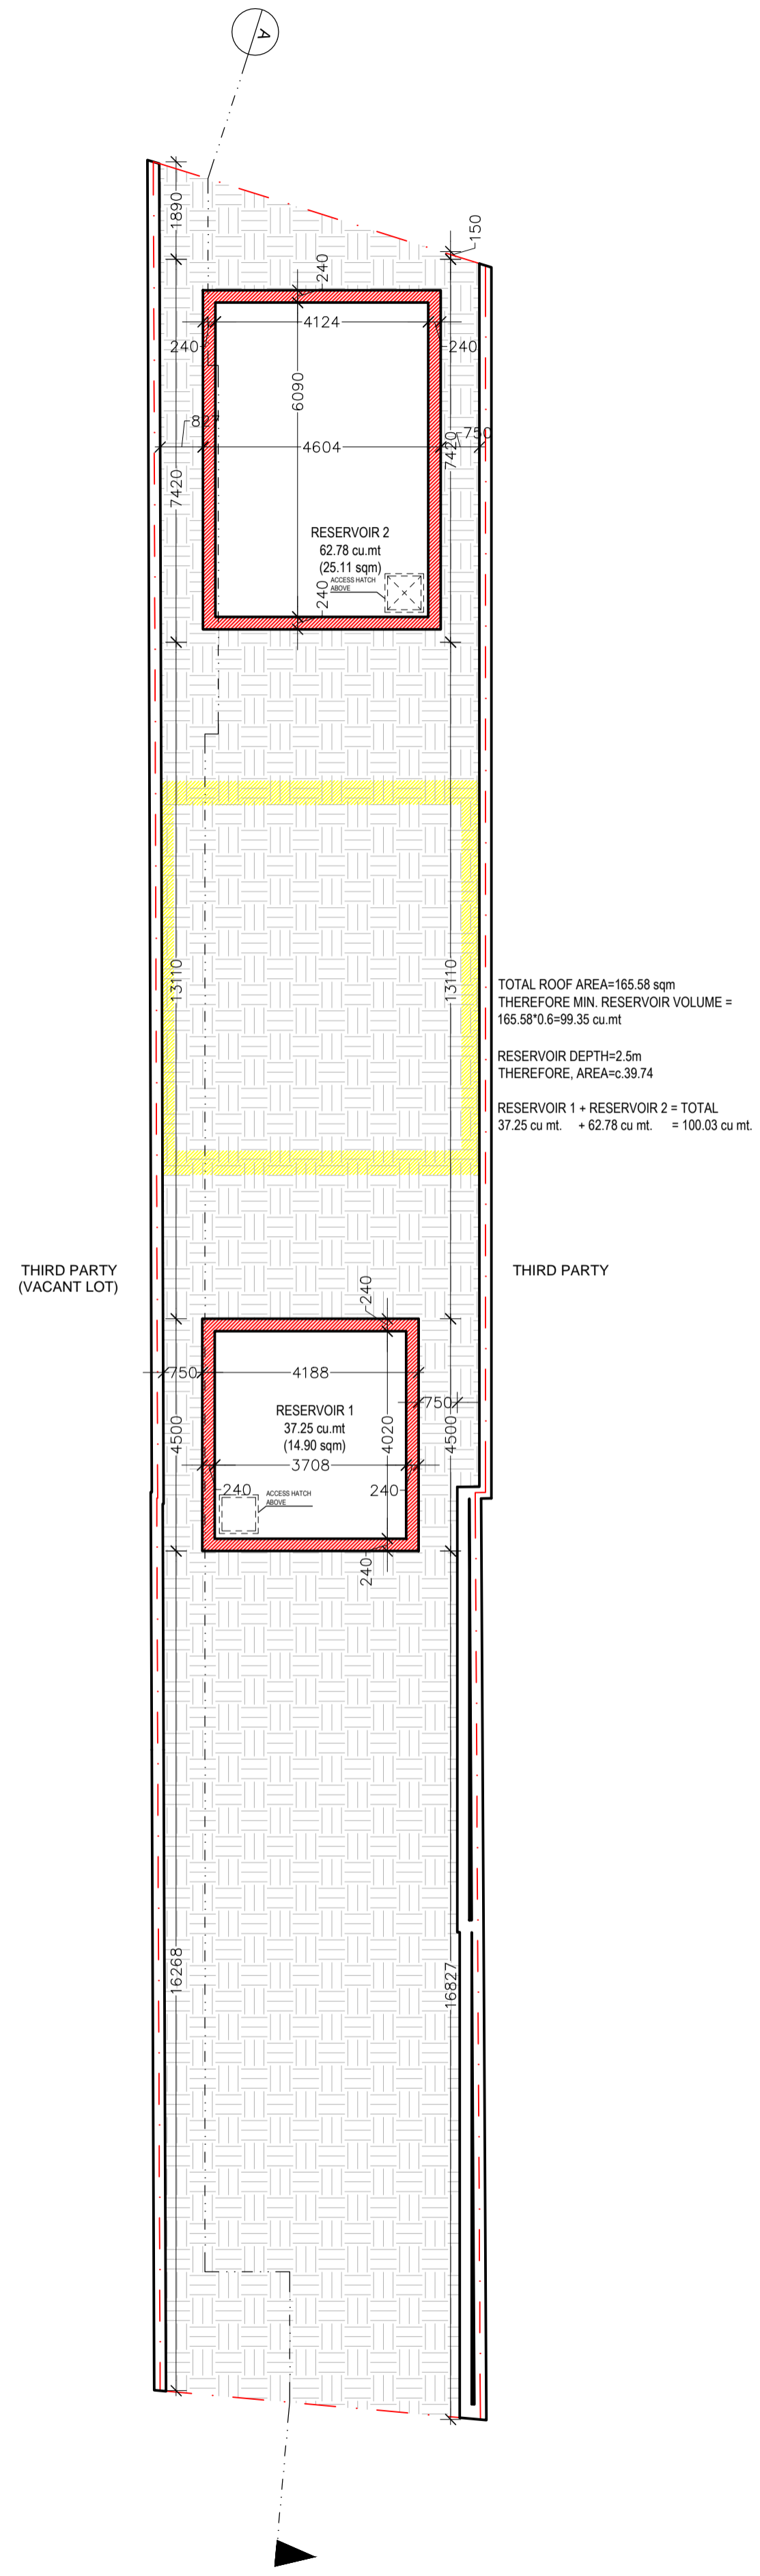 A
1890
150
240
4124
240
240
6090
750
4604
7420
7420
RESERVOIR 2
62.78 cu.mt
(25.11 sqm)
ACCESS HATCH
ABOVE
240
13110
13110
TOTAL ROOF AREA=165.58 sqm
THEREFORE MIN. RESERVOIR VOLUME =
165.58*0.6=99.35 cu.mt
RESERVOIR DEPTH=2.5m
THEREFORE, AREA=c.39.74
RESERVOIR 1 + RESERVOIR 2 = TOTAL
37.25 cu mt. + 62.78 cu mt. = 100.03 cu mt.
THIRD PARTY
(VACANT LOT)
THIRD PARTY
240
750
4188
750
RESERVOIR 1
37.25 cu.mt
(14.90 sqm)
4500
4020
4500
3708
240
ACCESS HATCH
ABOVE
240
240
16268
16827